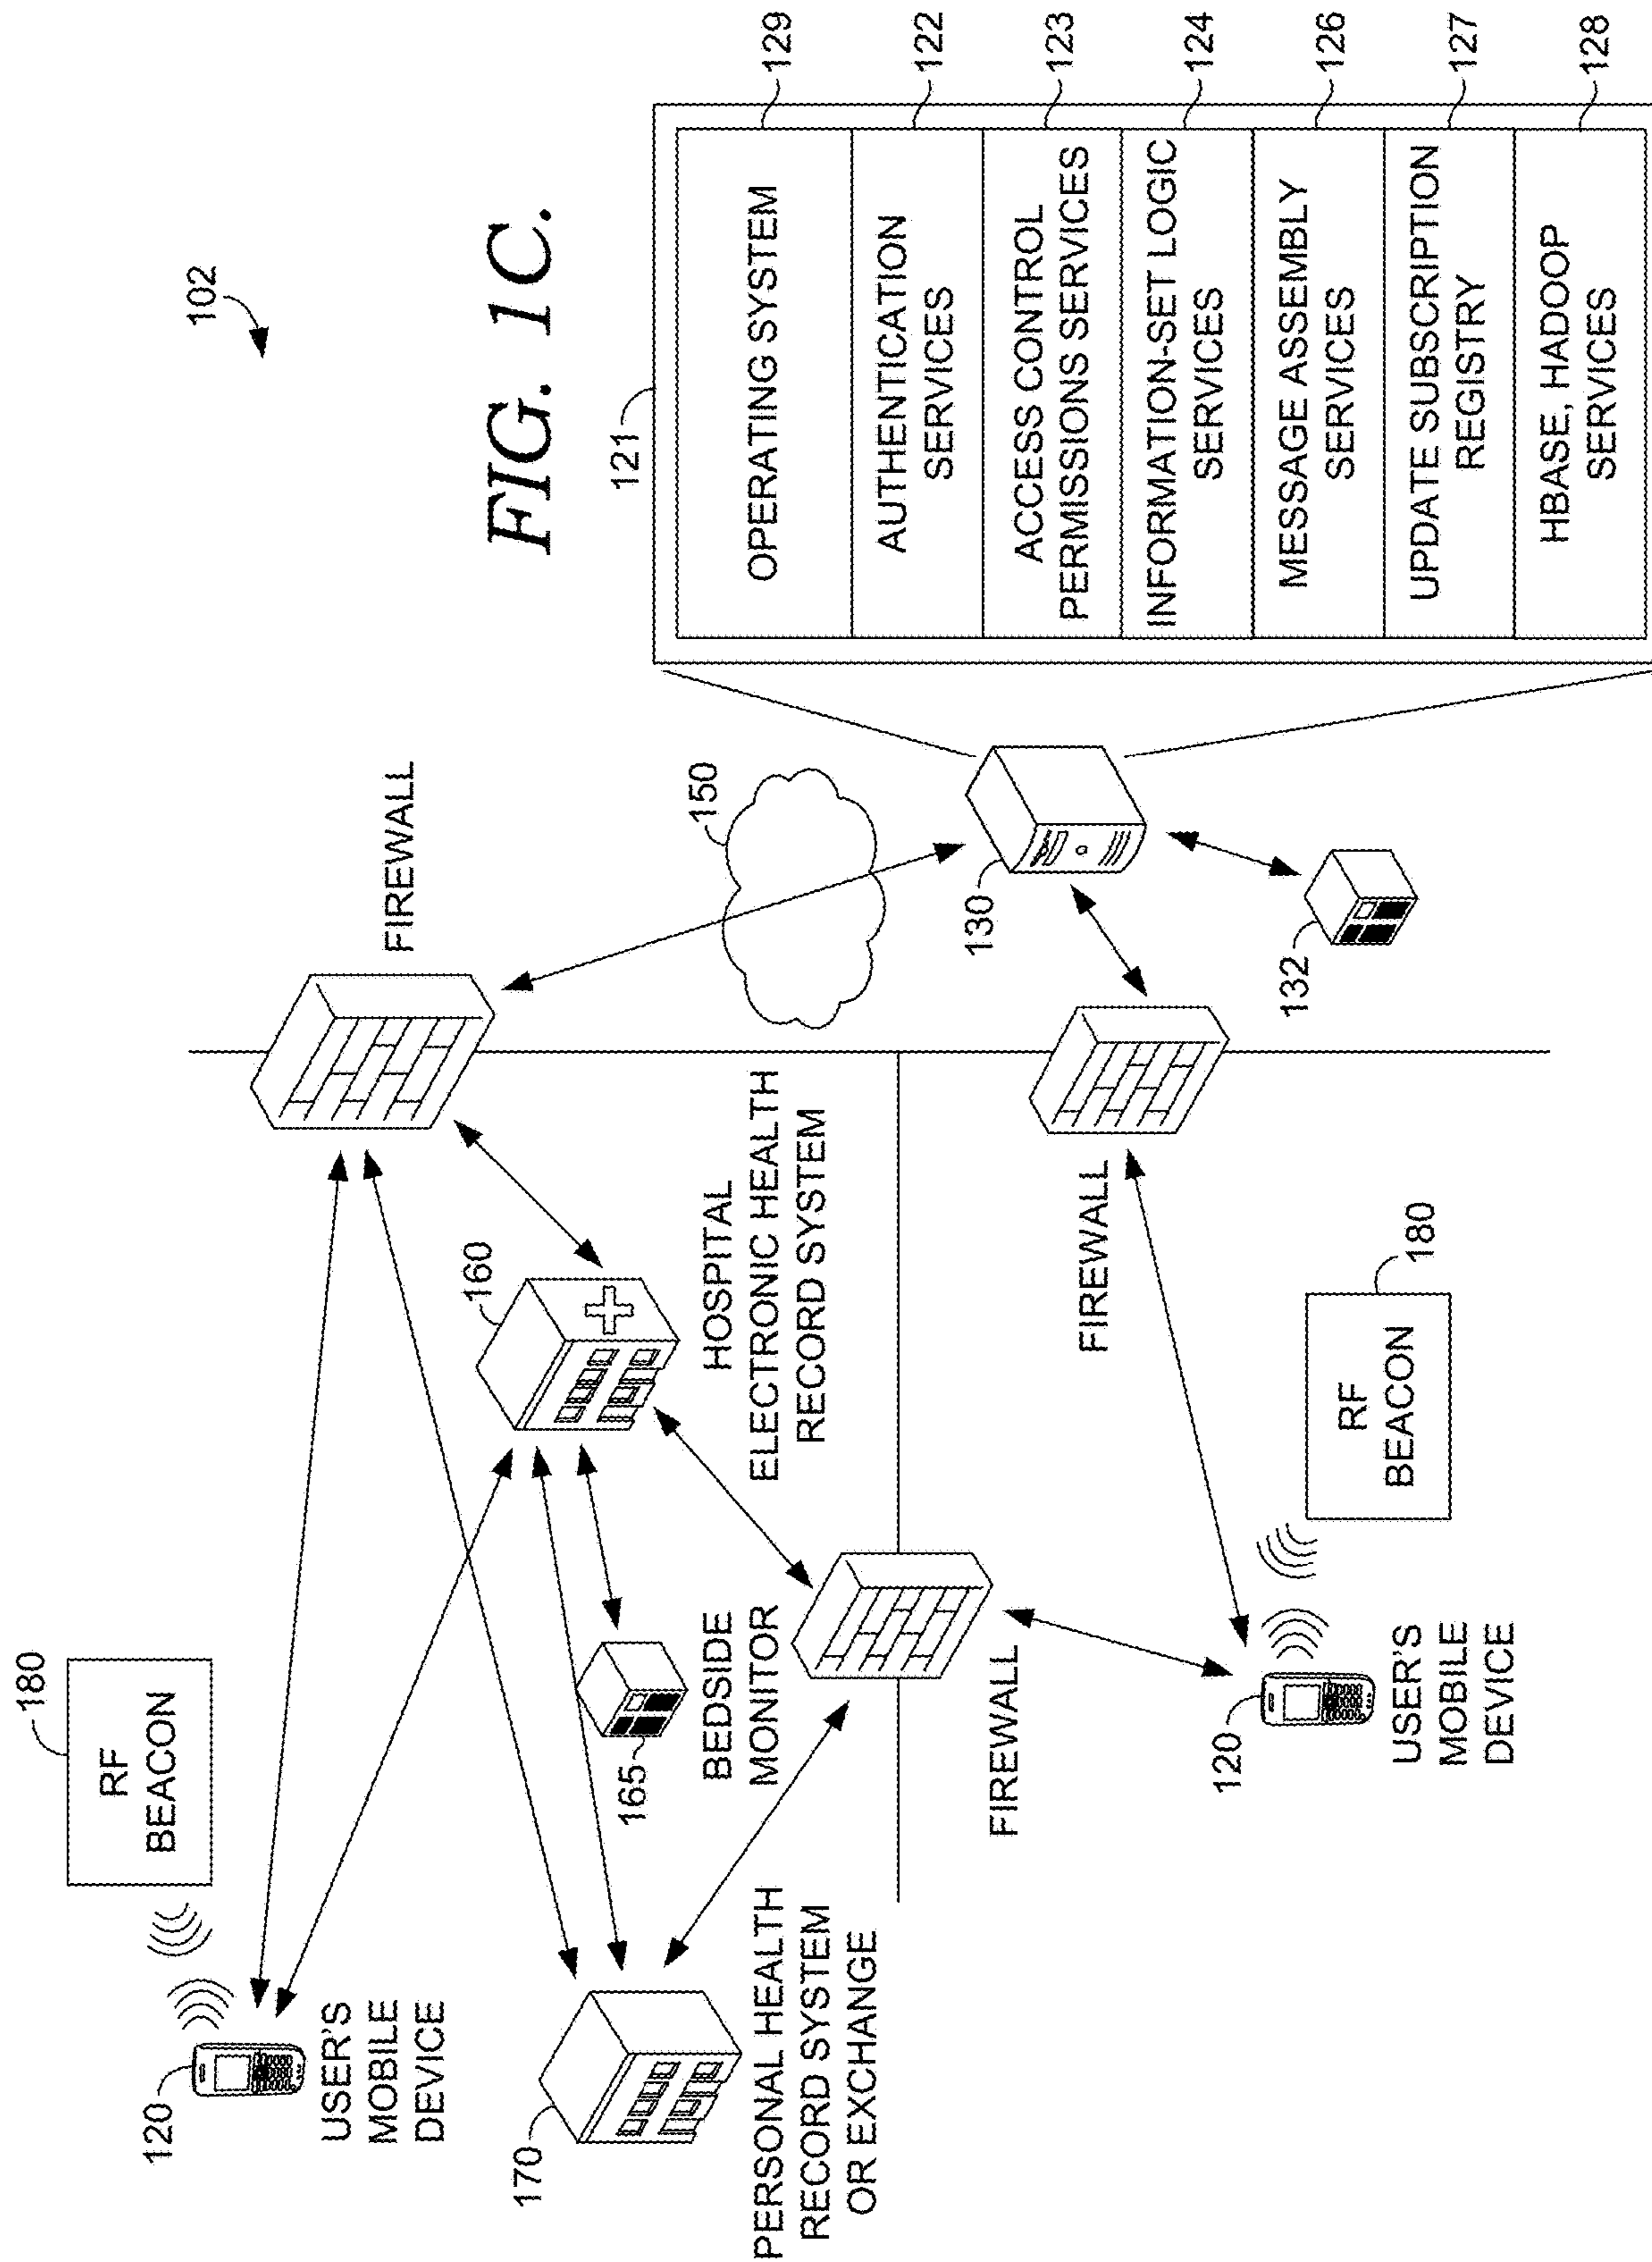 102
FIG. 1C.
180
RF
BEACON
120
USER'S
MOBILE
DEVICE
FIREWALL
160
HOSPITAL
ELECTRONIC HEALTH
RECORD SYSTEM
170
PERSONAL HEALTH
RECORD SYSTEM
OR EXCHANGE
165
BEDSIDE
MONITOR
FIREWALL
FIREWALL
120
USER'S
MOBILE
DEVICE
RF
BEACON
180
150
130
132
121
OPERATING SYSTEM
129
AUTHENTICATION
SERVICES
122
ACCESS CONTROL
PERMISSIONS SERVICES
123
INFORMATION-SET LOGIC
SERVICES
124
MESSAGE ASSEMBLY
SERVICES
126
UPDATE SUBSCRIPTION
REGISTRY
127
HBASE, HADOOP
SERVICES
128